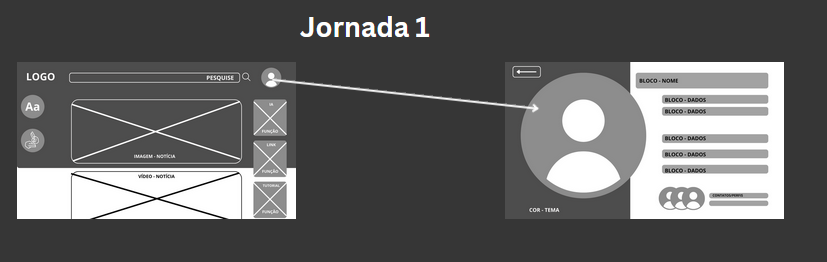 Jornada 1
LOGO
PESQUISE
Aa
IA
FUNÇÃO
IMAGEM - NOTÍCIA
LINK
FUNÇÃO
VÍDEO - NOTÍCIA
TUTORIAL
FUNÇÃO
BLOCO - NOME
BLOCO - DADOS
BLOCO - DADOS
BLOCO - DADOS
BLOCO - DADOS
BLOCO - DADOS
CONTATOS/PERFIS
COR - TEMA